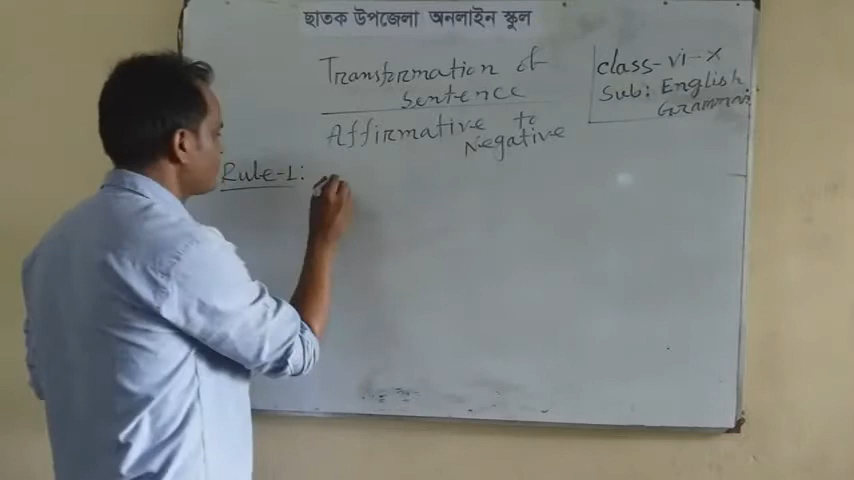 ছাতক উপজেলা অনলাইন স্কুল
Transformation of
Sentence
Affirmative to
Negative
class-vi-x
Sub: English
Grammar
Rule-1: